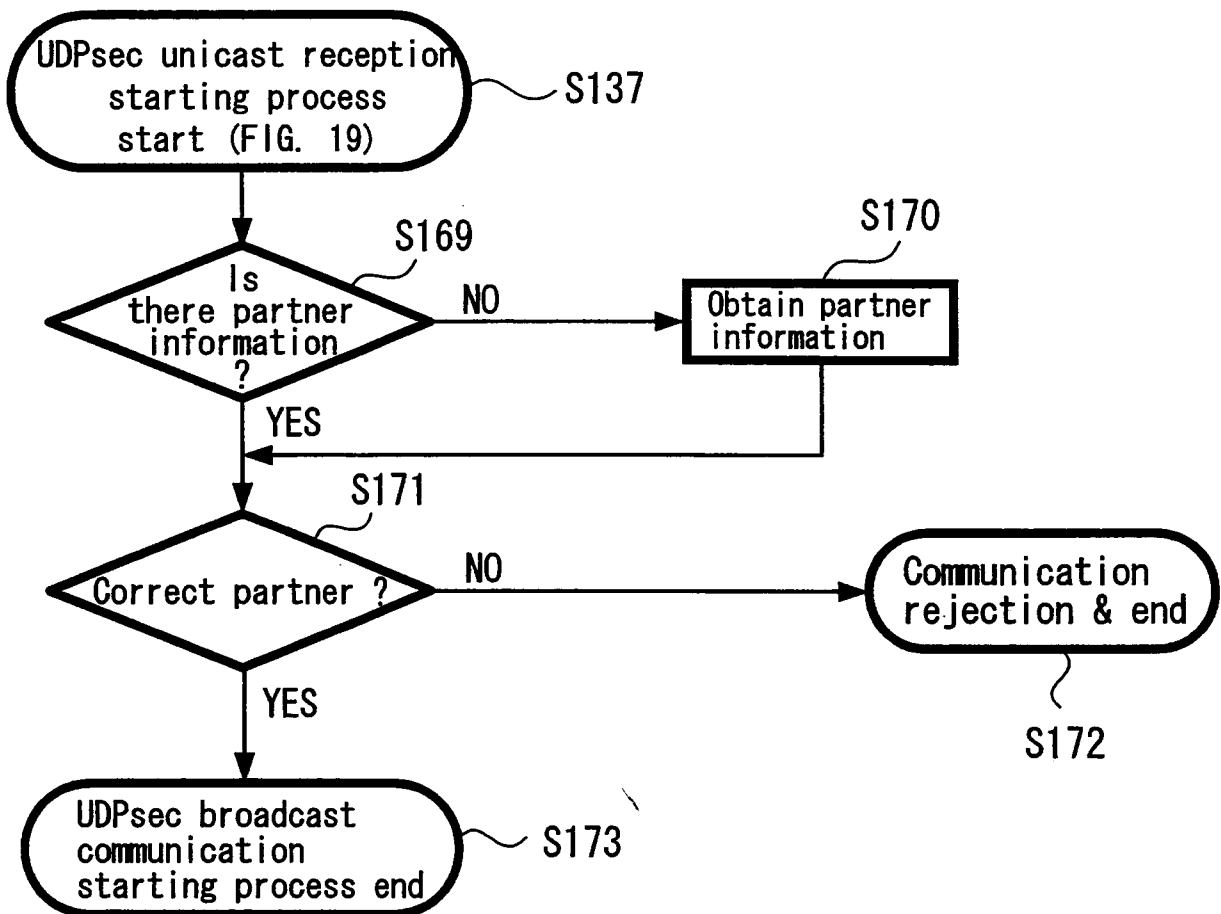 UDPsec unicast reception
starting process
start (FIG. 19)
S137
Is
there partner
information
?
S169
NO
S170
Obtain partner
information
YES
S171
Correct partner ?
NO
Communication
rejection & end
S172
YES
UDPsec broadcast
communication
starting process end
S173